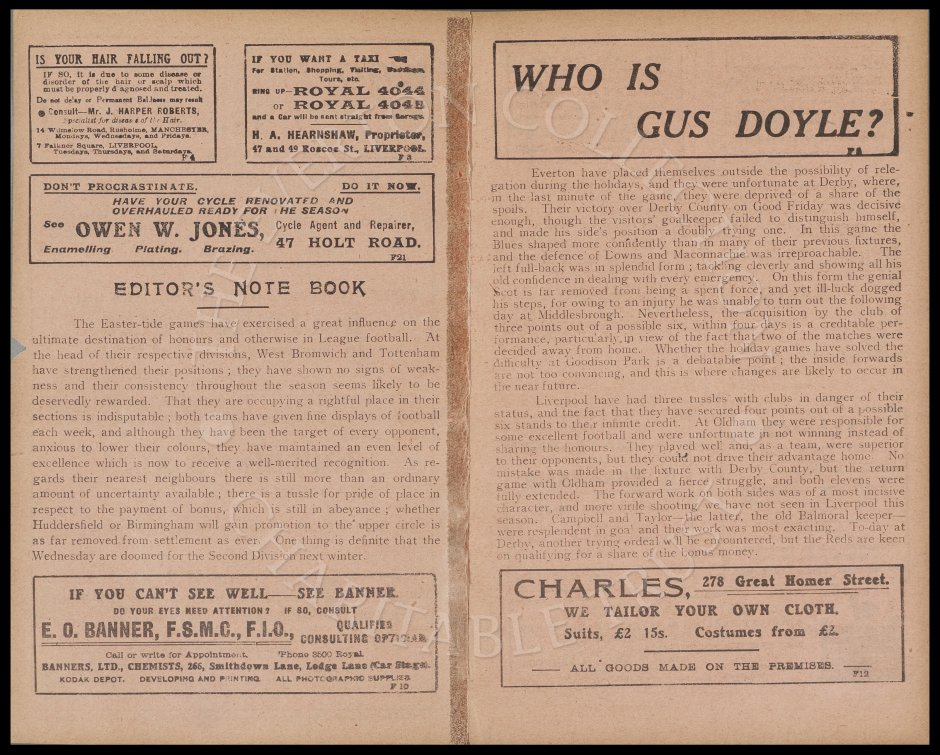 IS YOUR HAIR FALLING OUT?
IF SO, it is due to some disease or
disorder of the hair or scalp which
must be properly diagnosed and treated.
Do not delay or Permanent Baldness may result
Consult—Mr. J. HARPER ROBERTS,
Specialist for diseases of the Hair.
14 Wilmslow Road, Rusholme, MANCHESTER,
Mondays, Wednesdays, and Fridays.
7 Falkner Square, LIVERPOOL,
Tuesdays, Thursdays, and Saturdays.
F4
IF YOU WANT A TAXI
For Station, Shopping, Visiting, Weddings,
Tours, etc.
RING UP—ROYAL 4044
or ROYAL 4048
and a Car will be sent straight from Garage.
H. A. HEARNSHAW, Proprietor,
47 and 49 Roscoe St., LIVERPOOL.
F3
DON'T PROCRASTINATE. DO IT NOW.
HAVE YOUR CYCLE RENOVATED AND
OVERHAULED READY FOR THE SEASON
See OWEN W. JONES, Cycle Agent and Repairer,
Enamelling. Plating. Brazing. 47 HOLT ROAD.
F21
EDITOR'S NOTE BOOK
The Easter-tide games have exercised a great influence on the
ultimate destination of honours and otherwise in League football. At
the head of their respective divisions, West Bromwich and Tottenham
have strengthened their positions ; they have shown no signs of weak-
ness and their consistency throughout the season seems likely to be
deservedly rewarded. That they are occupying a rightful place in their
sections is indisputable ; both teams have given fine displays of football
each week, and although they have been the target of every opponent,
anxious to lower their colours, they have maintained an even level of
excellence which is now to receive a well-merited recognition. As re-
gards their nearest neighbours there is still more than an ordinary
amount of uncertainty available ; there is a tussle for pride of place in
respect to the payment of bonus, which is still in abeyance ; whether
Huddersfield or Birmingham will gain promotion to the upper circle is
as far removed from settlement as ever. One thing is definite that the
Wednesday are doomed for the Second Division next winter.
IF YOU CAN'T SEE WELL—SEE BANNER.
DO YOUR EYES NEED ATTENTION? IF SO, CONSULT
E. O. BANNER, F.S.M.C., F.I.O., QUALIFIED
CONSULTING OPTICIAN.
Call or write for Appointment. 'Phone 3500 Royal.
BANNERS, LTD., CHEMISTS, 266, Smithdown Lane, Lodge Lane (Car Stage).
KODAK DEPOT. DEVELOPING AND PRINTING. ALL PHOTOGRAPHIC SUPPLIES.
F 10
WHO IS
GUS DOYLE?
Everton have placed themselves outside the possibility of rele-
gation during the holidays, and they were unfortunate at Derby, where,
in the last minute of the game, they were deprived of a share of the
spoils. Their victory over Derby County on Good Friday was decisive
enough, though the visitors' goalkeeper failed to distinguish himself,
and made his side's position a doubly trying one. In this game the
Blues shaped more confidently than in many of their previous fixtures,
and the defence of Downs and Maconnachie was irreproachable. The
left full-back was in splendid form ; tackling cleverly and showing all his
old confidence in dealing with every emergency. On this form the genial
Scot is far removed from being a spent force, and yet ill-luck dogged
his steps, for owing to an injury he was unable to turn out the following
day at Middlesbrough. Nevertheless, the acquisition by the club of
three points out of a possible six, within four days is a creditable per-
formance, particularly in view of the fact that two of the matches were
decided away from home. Whether the holiday games have solved the
difficulty at Goodison Park is a debatable point ; the inside forwards
are not too convincing, and this is where changes are likely to occur in
the near future.
Liverpool have had three tussles with clubs in danger of their
status, and the fact that they have secured four points out of a possible
six stands to their infinite credit. At Oldham they were responsible for
some excellent football and were unfortunate in not winning instead of
sharing the honours. They played well and, as a team, were superior
to their opponents, but they could not drive their advantage home. No
mistake was made in the fixture with Derby County, but the return
game with Oldham provided a fierce struggle, and both elevens were
fully extended. The forward work on both sides was of a most incisive
character, and more virile shooting we have not seen in Liverpool this
season. Campbell and Taylor—the latter, the old Balmoral keeper—
were resplendent in goal and their work was most exacting. To-day at
Derby, another trying ordeal will be encountered, but the Reds are keen
on qualifying for a share of the bonus money.
CHARLES, 278 Great Homer Street.
WE TAILOR YOUR OWN CLOTH.
Suits, £2 15s. Costumes from £2.
ALL GOODS MADE ON THE PREMISES.
F12